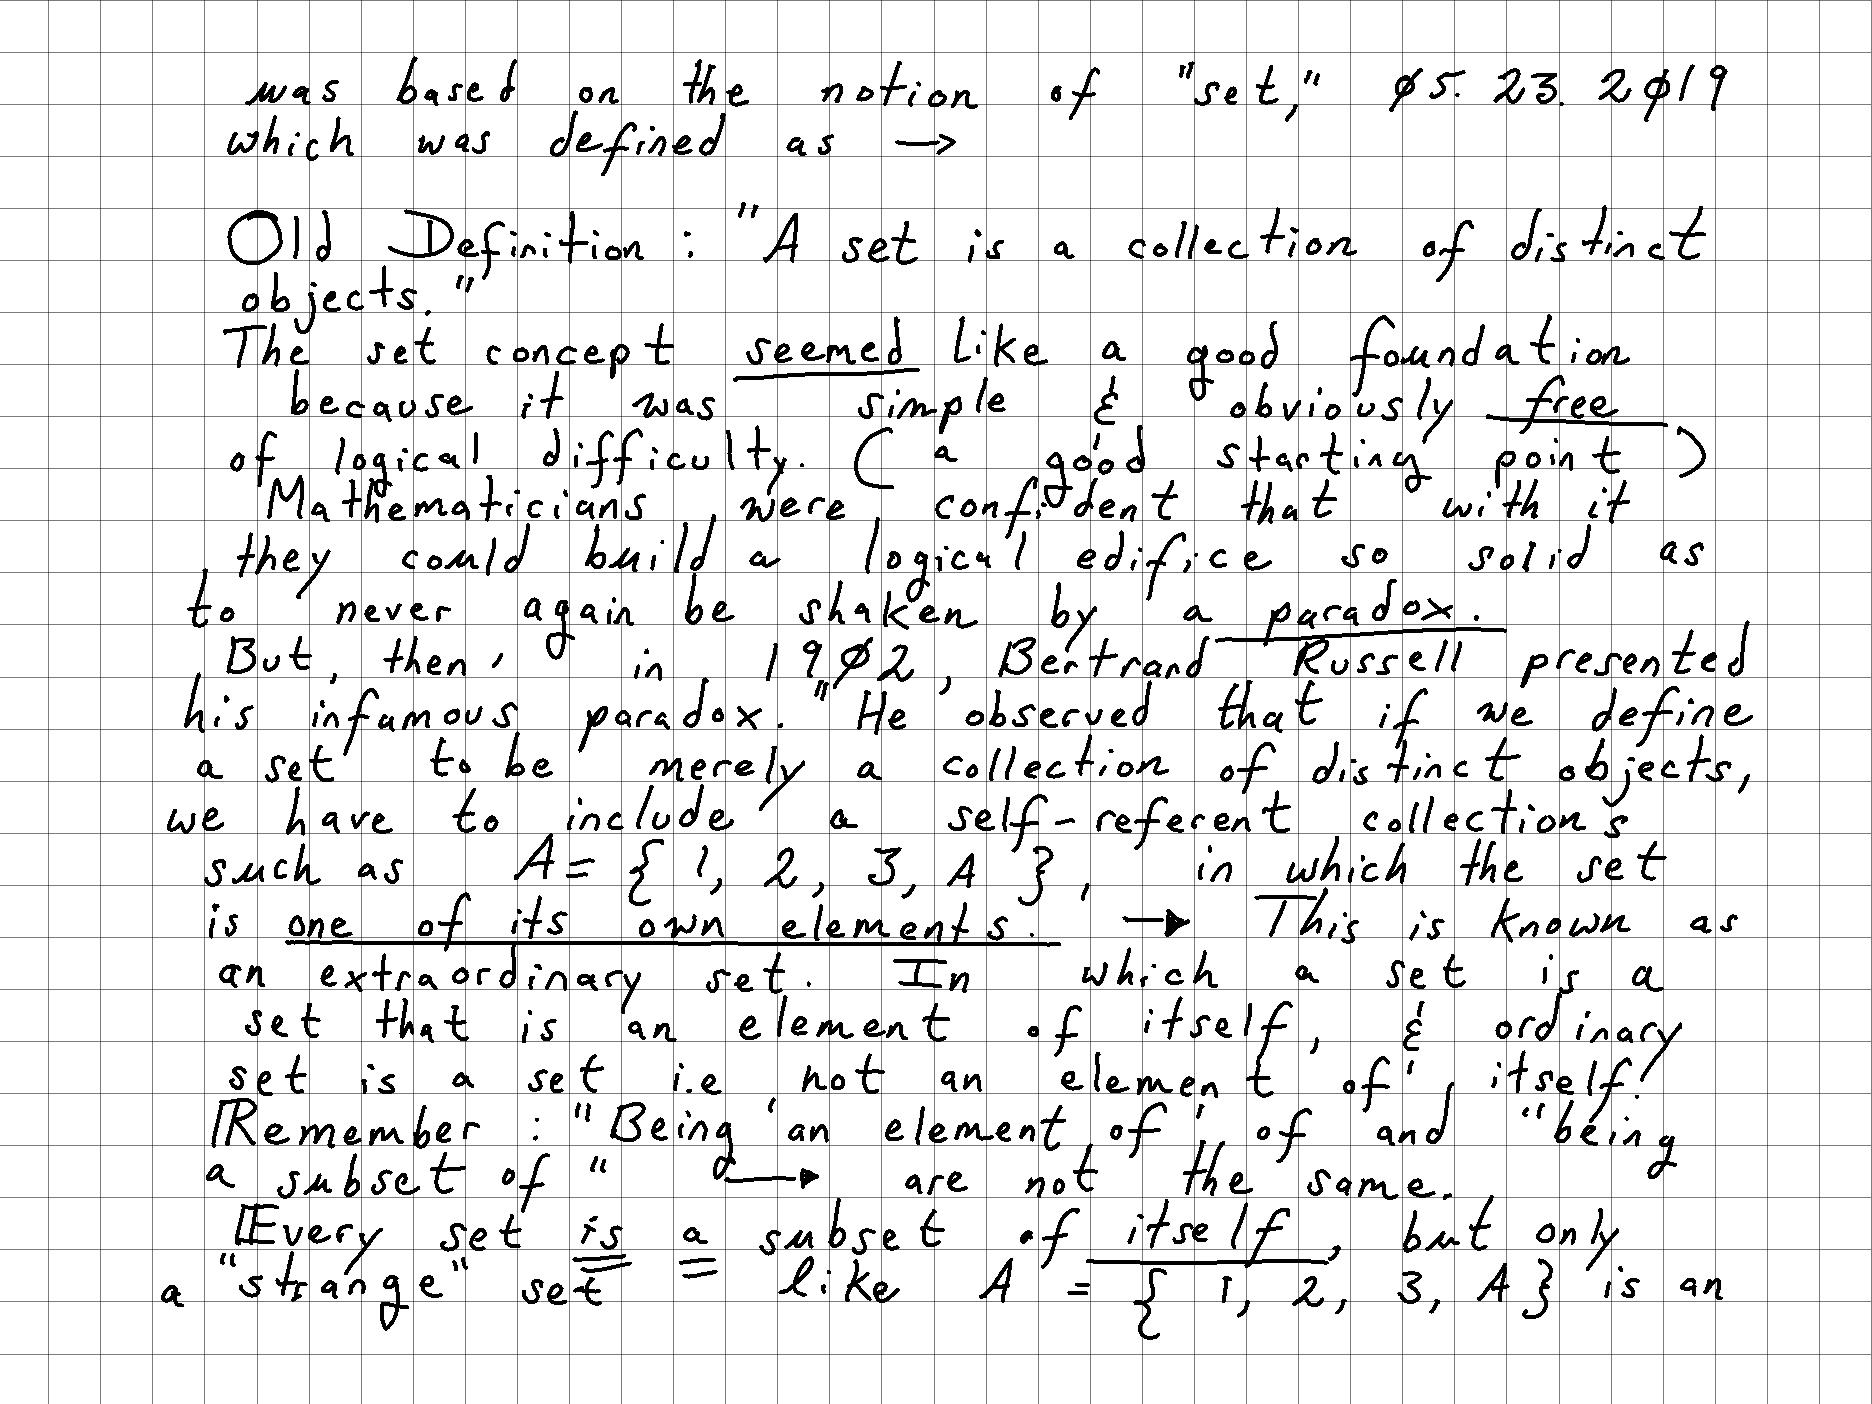 was based on the notion of "set," 05. 23. 2019
which was defined as →
Old Definition : "A set is a collection of distinct
objects."
The set concept seemed like a good foundation
because it was simple & obviously free
of logical difficulty. ( a good starting point )
Mathematicians were confident that with it
they could build a logical edifice so solid as
to never again be shaken by a paradox.
But, then, in 1902, Bertrand Russell presented
his infamous paradox. "He observed that if we define
a set to be merely a collection of distinct objects,
we have to include a self-referent collections
such as A = { 1, 2, 3, A }, in which the set
is one of its own elements. → This is known as
an extraordinary set. In which a set is a
set that is an element of itself, & ordinary
set is a set i.e not an element of itself!
Remember : "Being an element of, of and "being
a subset of" → are not the same.
Every set is a subset of itself, but only
a "strange" set like A = { 1, 2, 3, A } is an